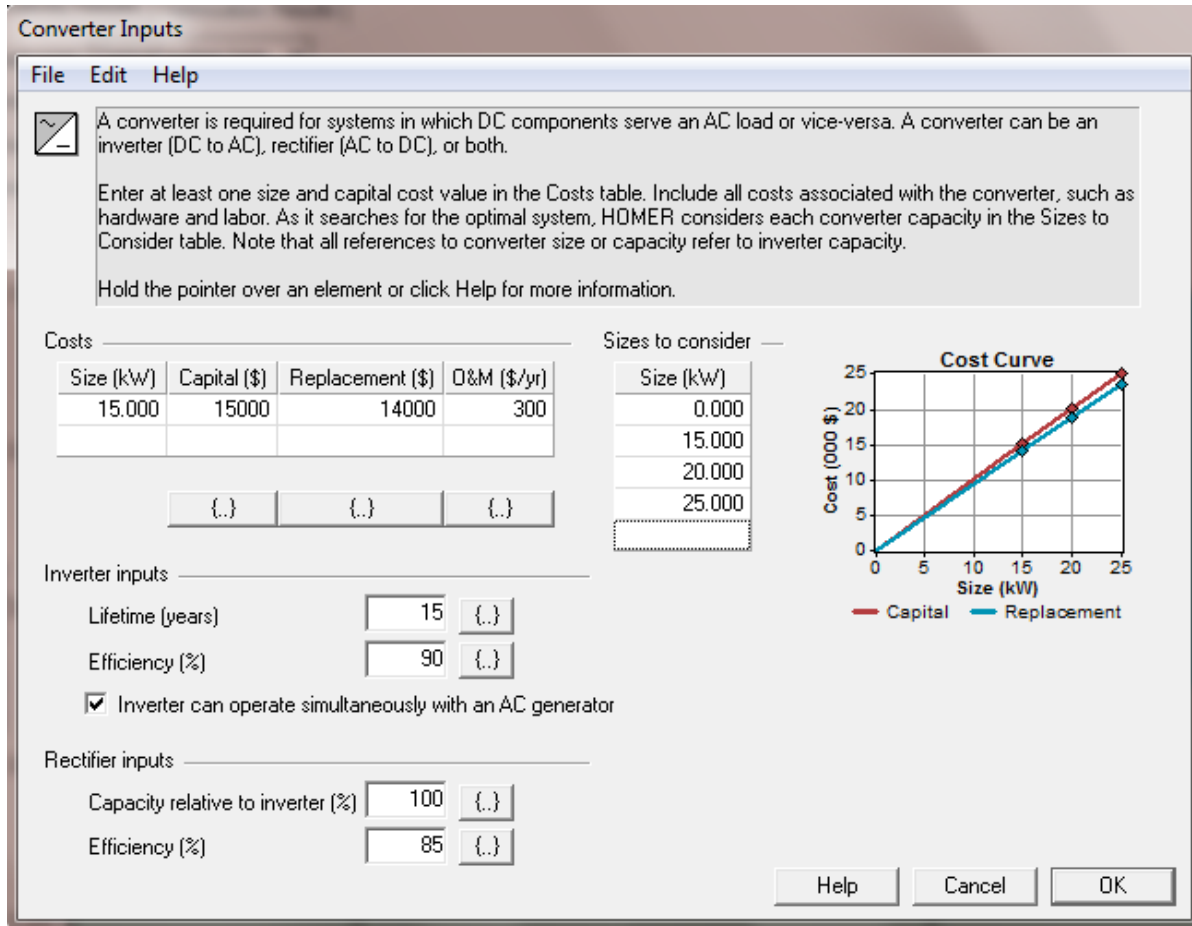 Converter Inputs
File Edit Help
A converter is required for systems in which DC components serve an AC load or vice-versa. A converter can be an
inverter (DC to AC), rectifier (AC to DC), or both.
Enter at least one size and capital cost value in the Costs table. Include all costs associated with the converter, such as
hardware and labor. As it searches for the optimal system, HOMER considers each converter capacity in the Sizes to
Consider table. Note that all references to converter size or capacity refer to inverter capacity.
Hold the pointer over an element or click Help for more information.
Costs
Size (kW) Capital ($) Replacement ($) O&M ($/yr)
15.000 15000 14000 300
{..} {..} {..}
Sizes to consider
Size (kW)
0.000
15.000
20.000
25.000
Cost Curve
Cost (000 $)
25
20
15
10
5
0
0 5 10 15 20 25
Size (kW)
Capital Replacement
Inverter inputs
Lifetime (years) 15 {..}
Efficiency (%) 90 {..}
Inverter can operate simultaneously with an AC generator
Rectifier inputs
Capacity relative to inverter (%) 100 {..}
Efficiency (%) 85 {..}
Help Cancel OK